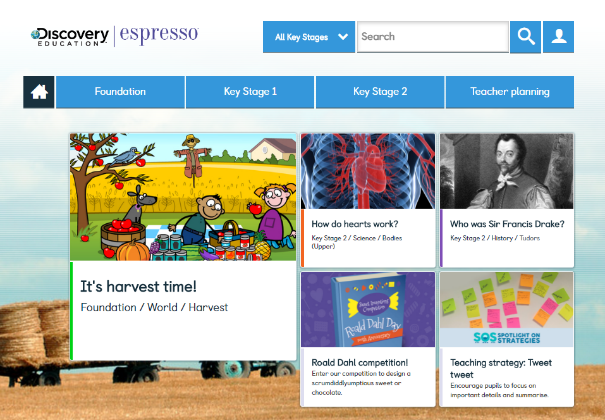 Discovery
EDUCATION
espresso
All Key Stages
Search
Foundation
Key Stage 1
Key Stage 2
Teacher planning
It's harvest time!
Foundation / World / Harvest
How do hearts work?
Key Stage 2 / Science / Bodies
(Upper)
Who was Sir Francis Drake?
Key Stage 2 / History / Tudors
Roald Dahl Day
Roald Dahl competition!
Enter our competition to design a
scrumdiddlyumptious sweet or
chocolate.
SOS SPOTLIGHT ON
STRATEGIES
Teaching strategy: Tweet
tweet
Encourage pupils to focus on
important details and summarise.